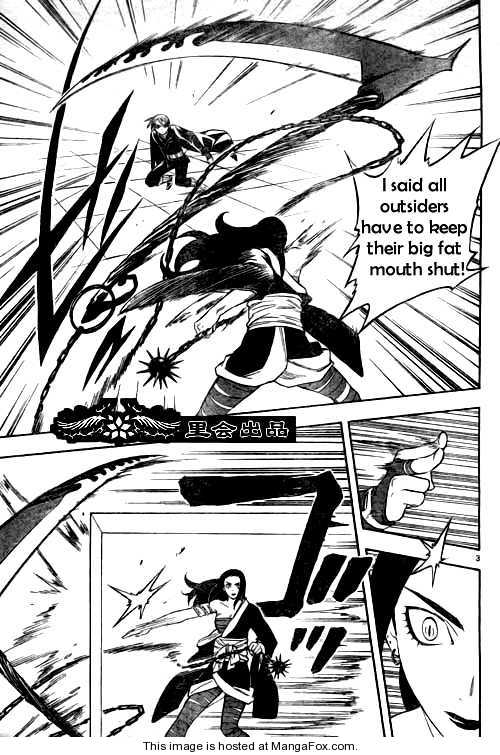 I said all
outsiders
have to keep
their big fat
mouth shut!
里会出品
3
This image is hosted at MangaFox.com.